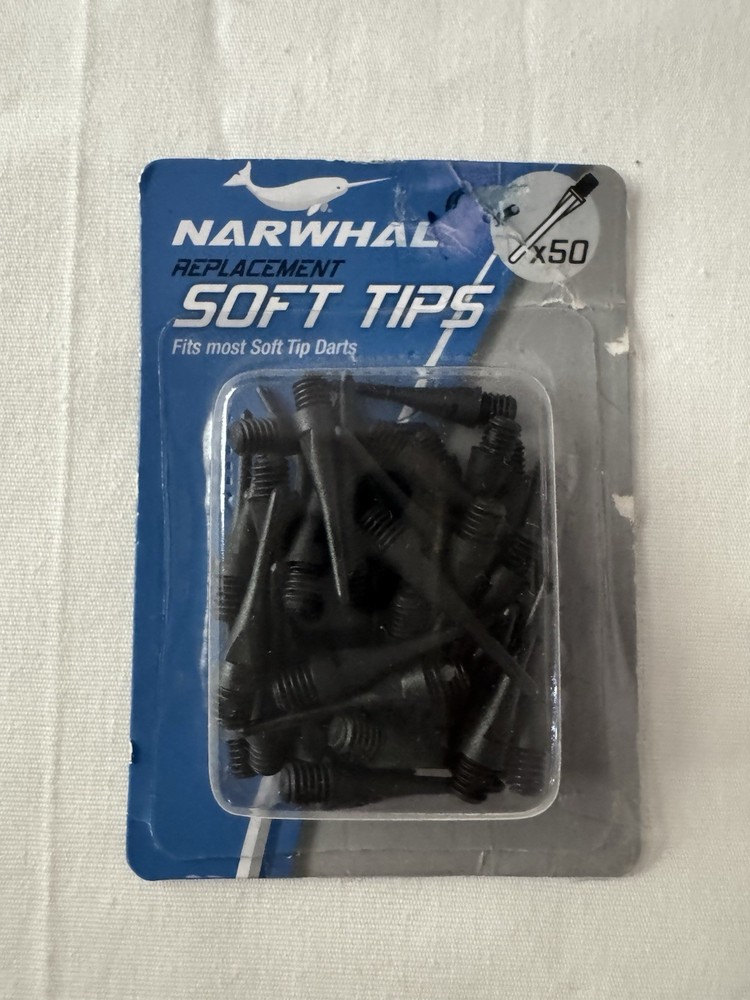 NARWHAL
REPLACEMENT
SOFT TIPS
Fits most Soft Tip Darts
x50